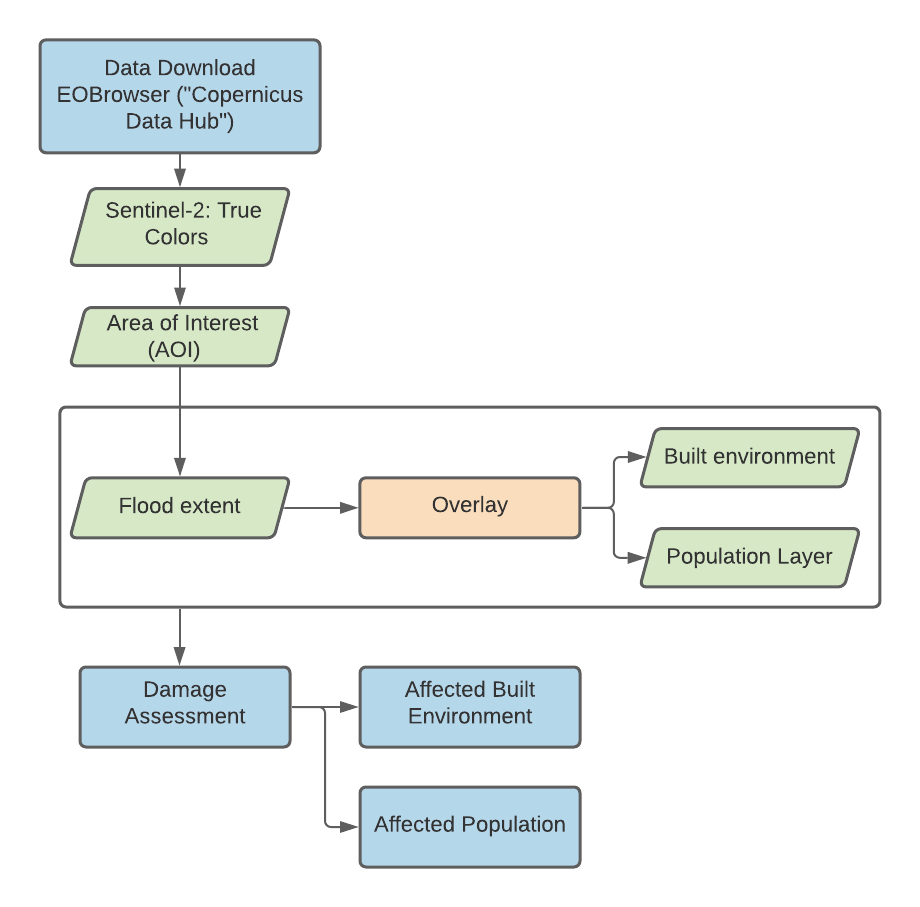 Data Download
EOBrowser ("Copernicus
Data Hub")
Sentinel-2: True
Colors
Area of Interest
(AOI)
Flood extent
Overlay
Built environment
Population Layer
Damage
Assessment
Affected Built
Environment
Affected Population